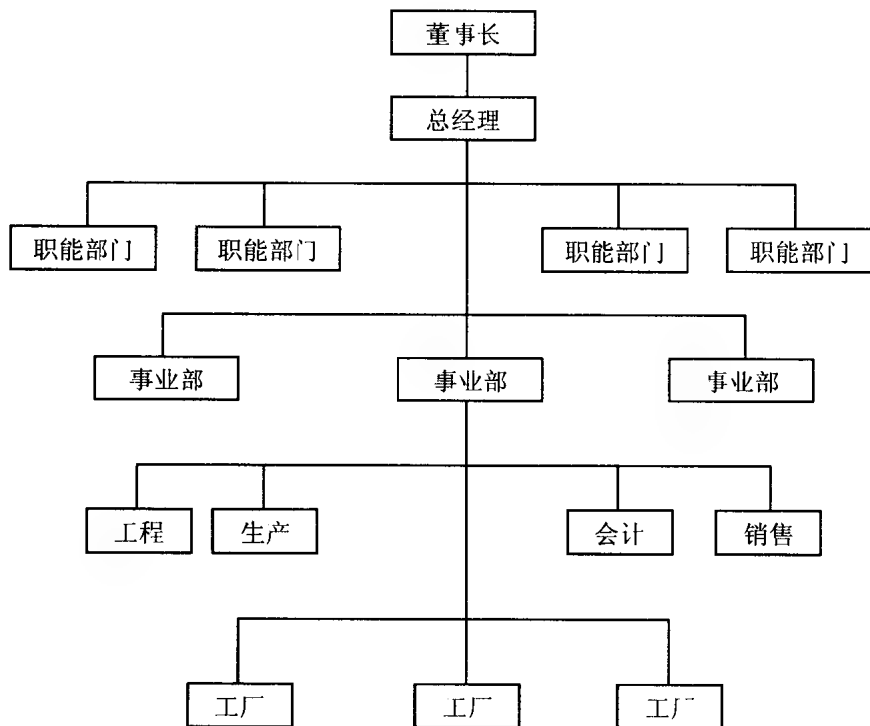 董事长
总经理
职能部门 职能部门 职能部门 职能部门
事业部 事业部 事业部
工程 生产 会计 销售
工厂 工厂 工厂